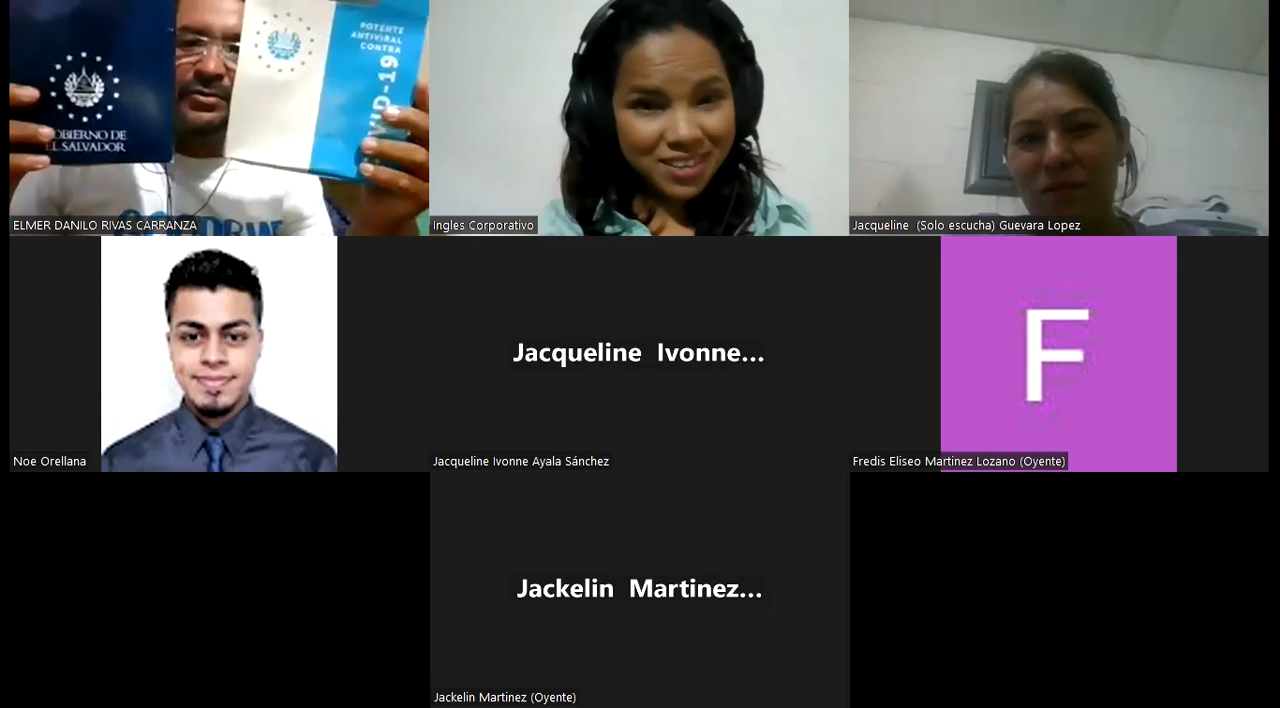 GOBIERNO DE
EL SALVADOR
POTENTE
ANTIVIRAL
CONTRA
COVID-19
ELMER DANILO RIVAS CARRANZA
Ingles Corporativo
Jacqueline (Solo escucha) Guevara Lopez
Noe Orellana
Jacqueline Ivonne...
Jacqueline Ivonne Ayala Sánchez
F
Fredis Eliseo Martinez Lozano (Oyente)
Jackelin Martinez...
Jackelin Martinez (Oyente)